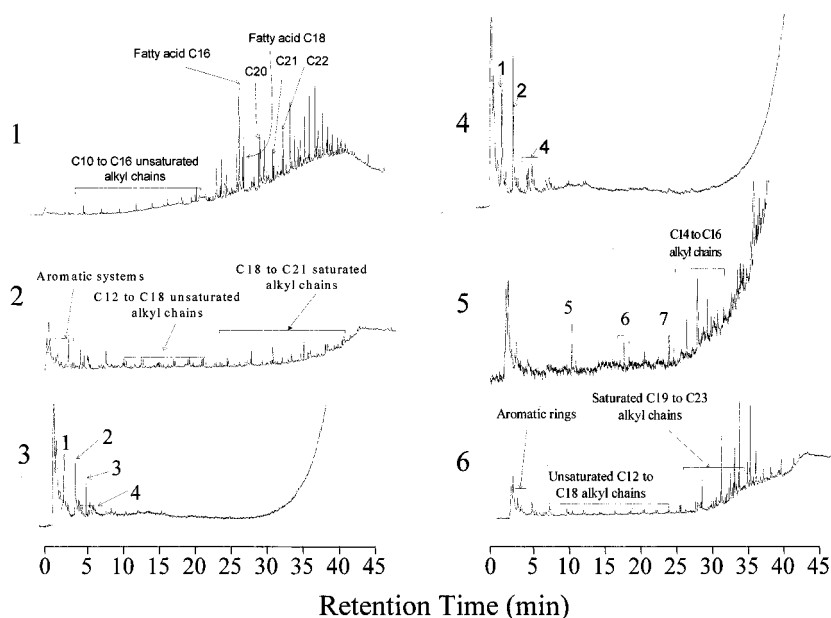 Fatty acid C16
Fatty acid C18
C20
C21
C22
1
C10 to C16 unsaturated
alkyl chains
2
Aromatic systems
C12 to C18 unsaturated
alkyl chains
C18 to C21 saturated
alkyl chains
3
1
2
3
4
0 5 10 15 20 25 30 35 40 45
4
1
2
4
5
5
6
7
C14 to C16
alkyl chains
6
Aromatic rings
Saturated C19 to C23
alkyl chains
Unsaturated C12 to
C18 alkyl chains
0 5 10 15 20 25 30 35 40 45
Retention Time (min)